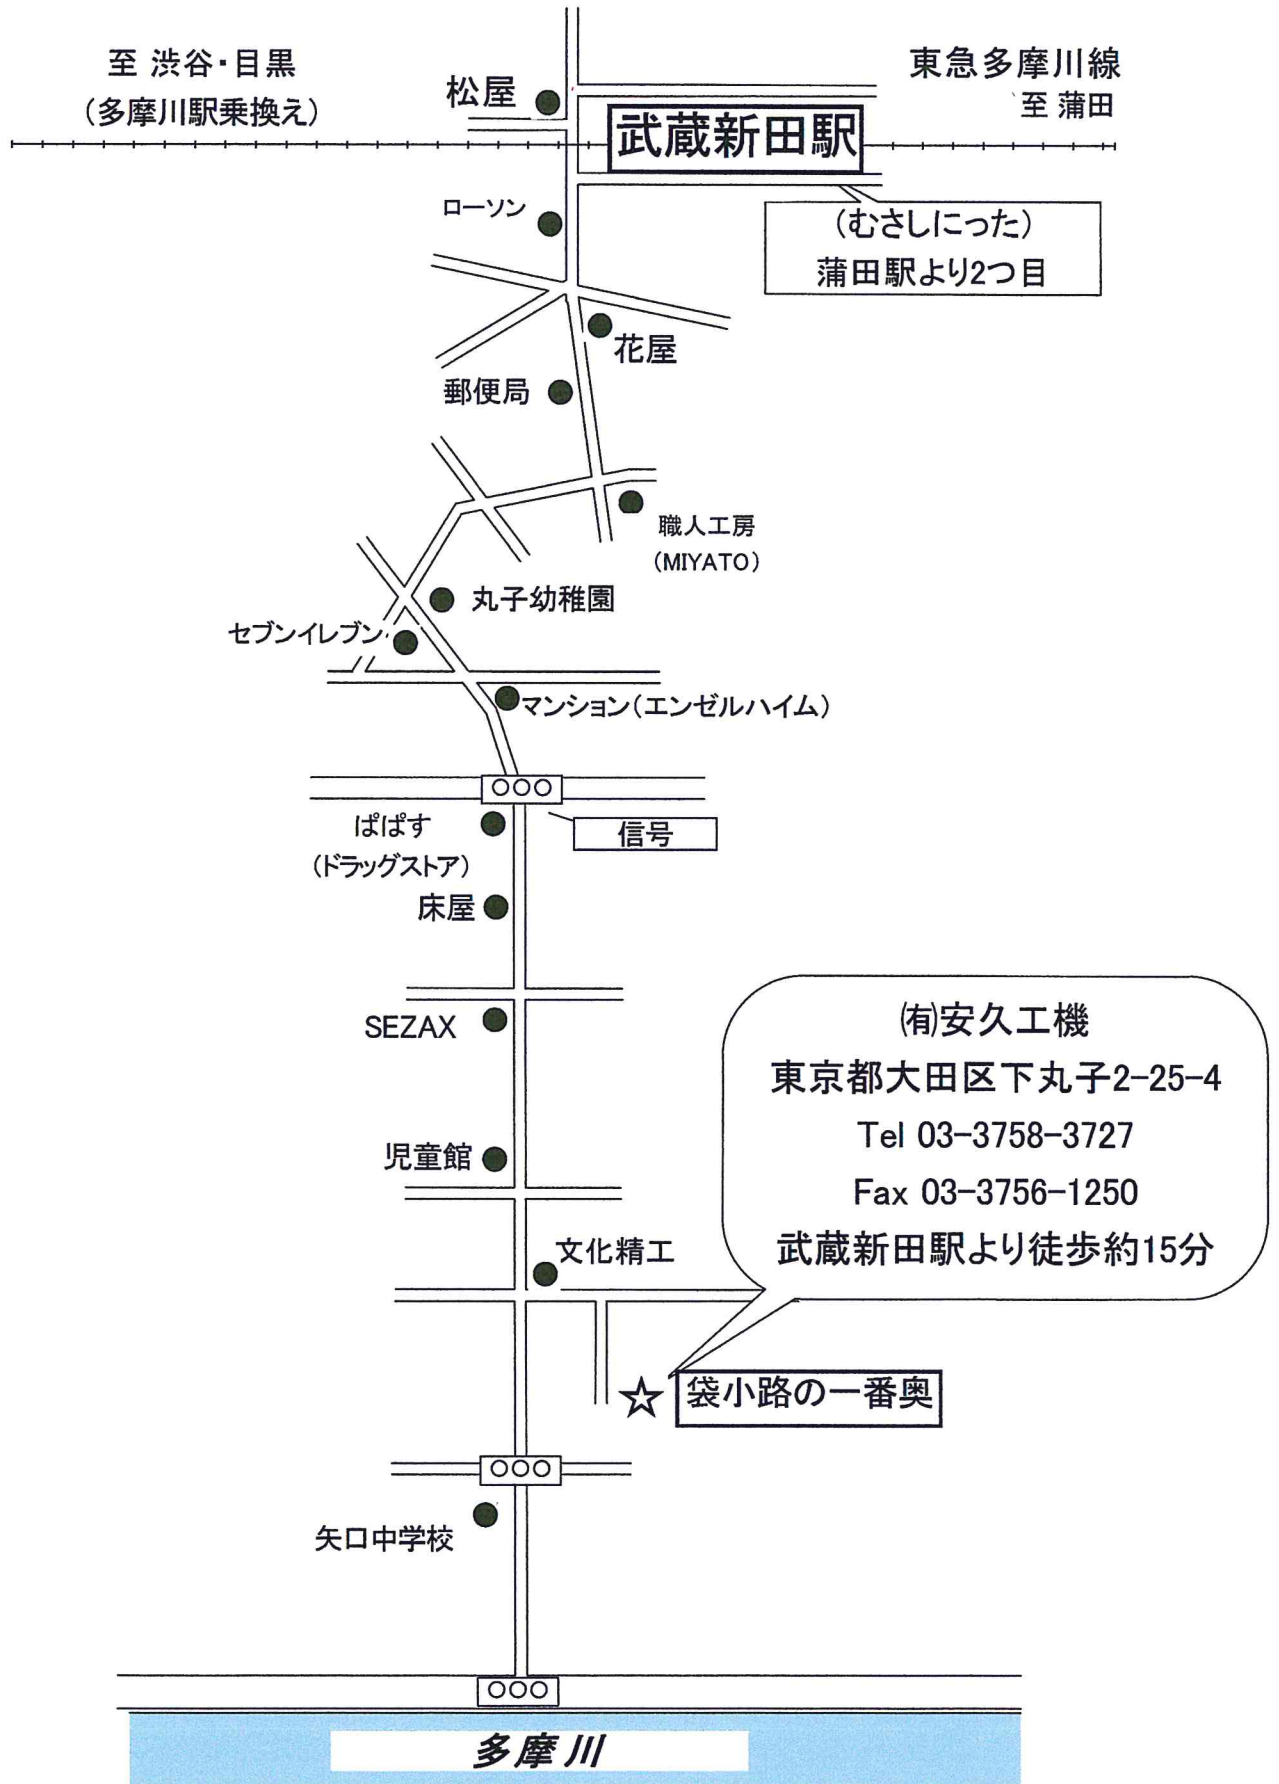 至 渋谷・目黒
(多摩川駅乗換え)
東急多摩川線
至 蒲田
松屋
武蔵新田駅
ローソン
(むさしにった)
蒲田駅より2つ目
花屋
郵便局
職人工房
(MIYATO)
丸子幼稚園
セブンイレブン
マンション(エンゼルハイム)
ぱぱす
(ドラッグストア)
信号
床屋
SEZAX
㈲安久工機
東京都大田区下丸子2-25-4
Tel 03-3758-3727
Fax 03-3756-1250
武蔵新田駅より徒歩約15分
児童館
文化精工
袋小路の一番奥
矢口中学校
多摩川